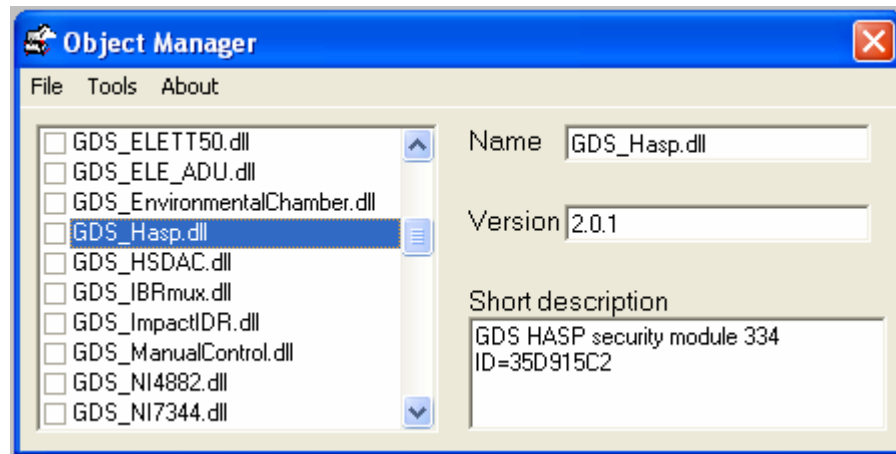 Object Manager
File Tools About
GDS_ELETT50.dll
GDS_ELE_ADU.dll
GDS_EnvironmentalChamber.dll
GDS_Hasp.dll
GDS_HSDAC.dll
GDS_IBRmux.dll
GDS_ImpactIDR.dll
GDS_ManualControl.dll
GDS_NI4882.dll
GDS_NI7344.dll
Name GDS_Hasp.dll
Version 2.0.1
Short description
GDS HASP security module 334
ID=35D915C2